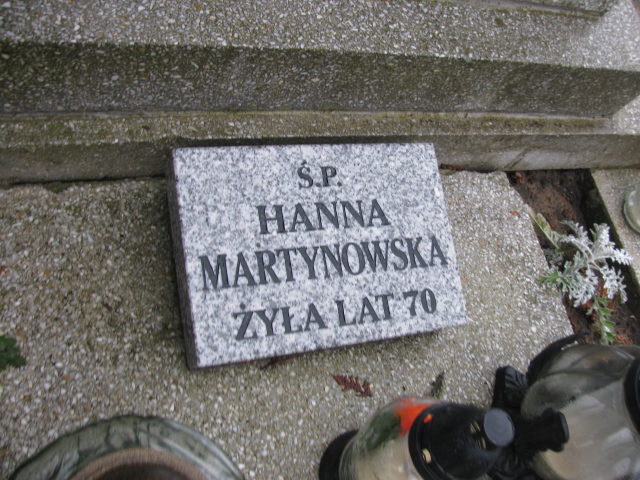 Ś.P.
HANNA
MARTYNOWSKA
ŻYŁA LAT 70